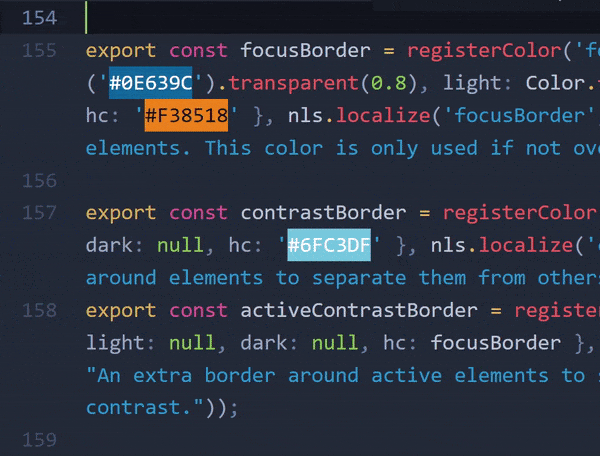 154
155 export const focusBorder = registerColor('fo
('#0E639C').transparent(0.8), light: Color.
hc: '#F38518' }, nls.localize('focusBorder'
elements. This color is only used if not ov
156
157 export const contrastBorder = registerColor
dark: null, hc: '#6FC3DF' }, nls.localize('
around elements to separate them from others
158 export const activeContrastBorder = register
light: null, dark: null, hc: focusBorder },
"An extra border around active elements to
contrast."));
159